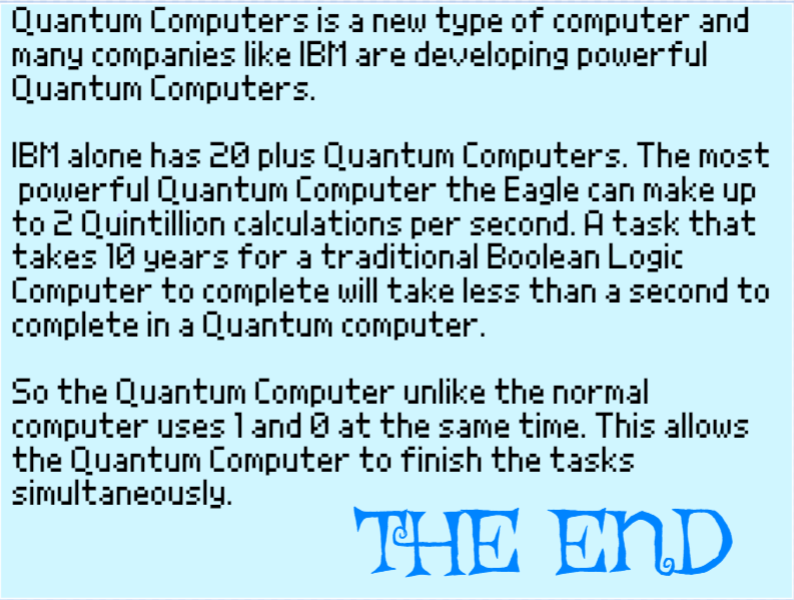 Quantum Computers is a new type of computer and
many companies like IBM are developing powerful
Quantum Computers.
IBM alone has 20 plus Quantum Computers. The most
powerful Quantum Computer the Eagle can make up
to 2 Quintillion calculations per second. A task that
takes 10 years for a traditional Boolean Logic
Computer to complete will take less than a second to
complete in a Quantum computer.
So the Quantum Computer unlike the normal
computer uses 1 and 0 at the same time. This allows
the Quantum Computer to finish the tasks
simultaneously.
THE END